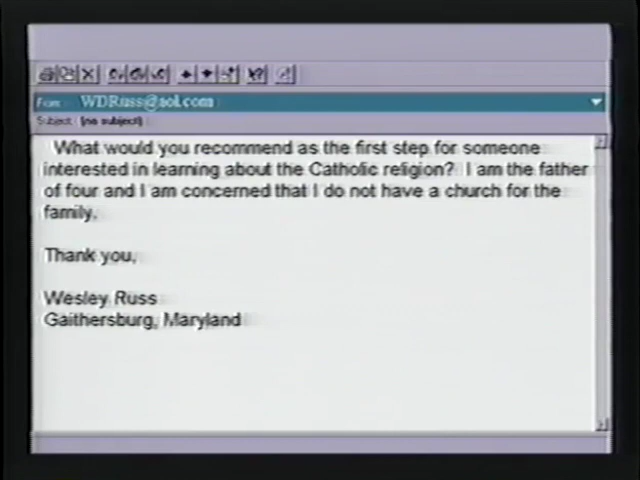 From: WDRuss@aol.com
Subject: (no subject)
What would you recommend as the first step for someone
interested in learning about the Catholic religion? I am the father
of four and I am concerned that I do not have a church for the
family.
Thank you,
Wesley Russ
Gaithersburg, Maryland